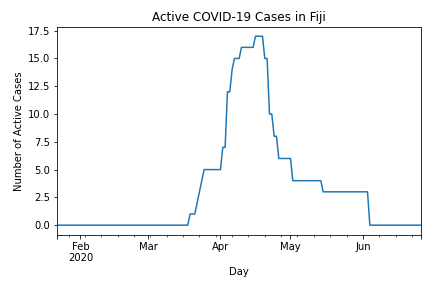 Active COVID-19 Cases in Fiji
17.5
15.0
12.5
10.0
7.5
5.0
2.5
0.0
Number of Active Cases
Feb Mar Apr May Jun
2020
Day